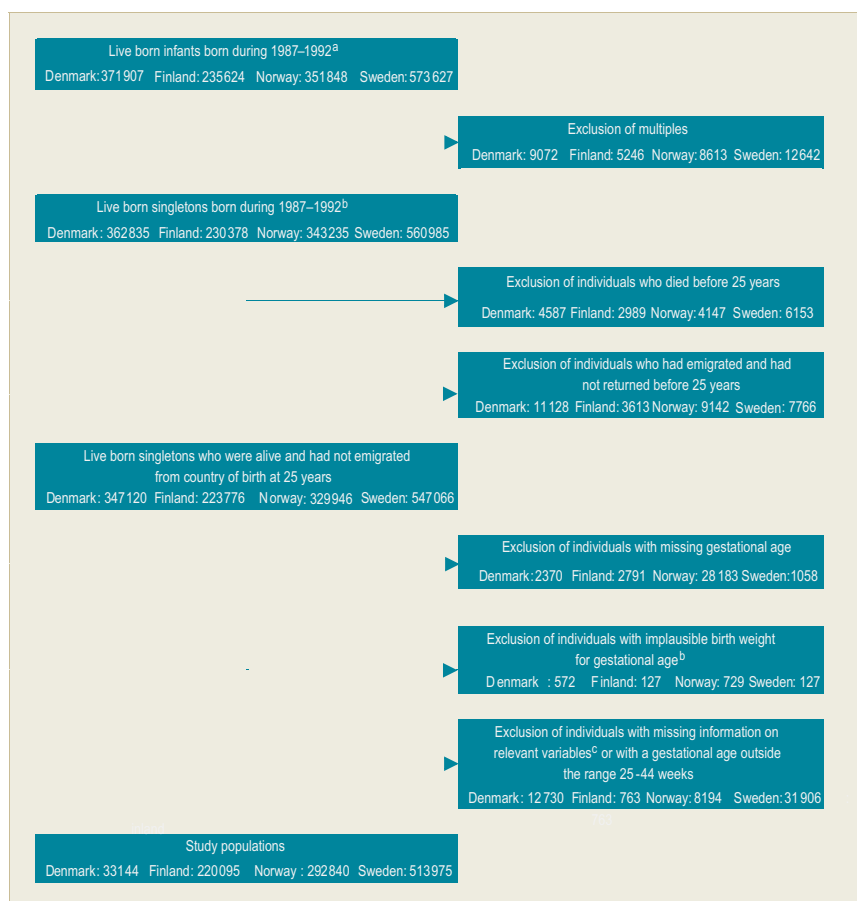 Live born infants born during 1987–1992a
Denmark: 371907 Finland: 235624 Norway: 351848 Sweden: 573627
Exclusion of multiples
Denmark: 9072 Finland: 5246 Norway: 8613 Sweden: 12642
Live born singletons born during 1987–1992b
Denmark: 362835 Finland: 230378 Norway: 343235 Sweden: 560985
Exclusion of individuals who died before 25 years
Denmark: 4587 Finland: 2989 Norway: 4147 Sweden: 6153
Exclusion of individuals who had emigrated and had
not returned before 25 years
Denmark: 11128 Finland: 3613 Norway: 9142 Sweden: 7766
Live born singletons who were alive and had not emigrated
from country of birth at 25 years
Denmark: 347120 Finland: 223776 Norway: 329946 Sweden: 547066
Exclusion of individuals with missing gestational age
Denmark: 2370 Finland: 2791 Norway: 28183 Sweden: 1058
Exclusion of individuals with implausible birth weight
for gestational ageb
Denmark : 572 Finland: 127 Norway: 729 Sweden: 127
Exclusion of individuals with missing information on
relevant variablesc or with a gestational age outside
the range 25-44 weeks
Denmark: 12730 Finland: 763 Norway: 8194 Sweden: 31906
Study populations
Denmark: 33144 Finland: 220095 Norway : 292840 Sweden: 513975